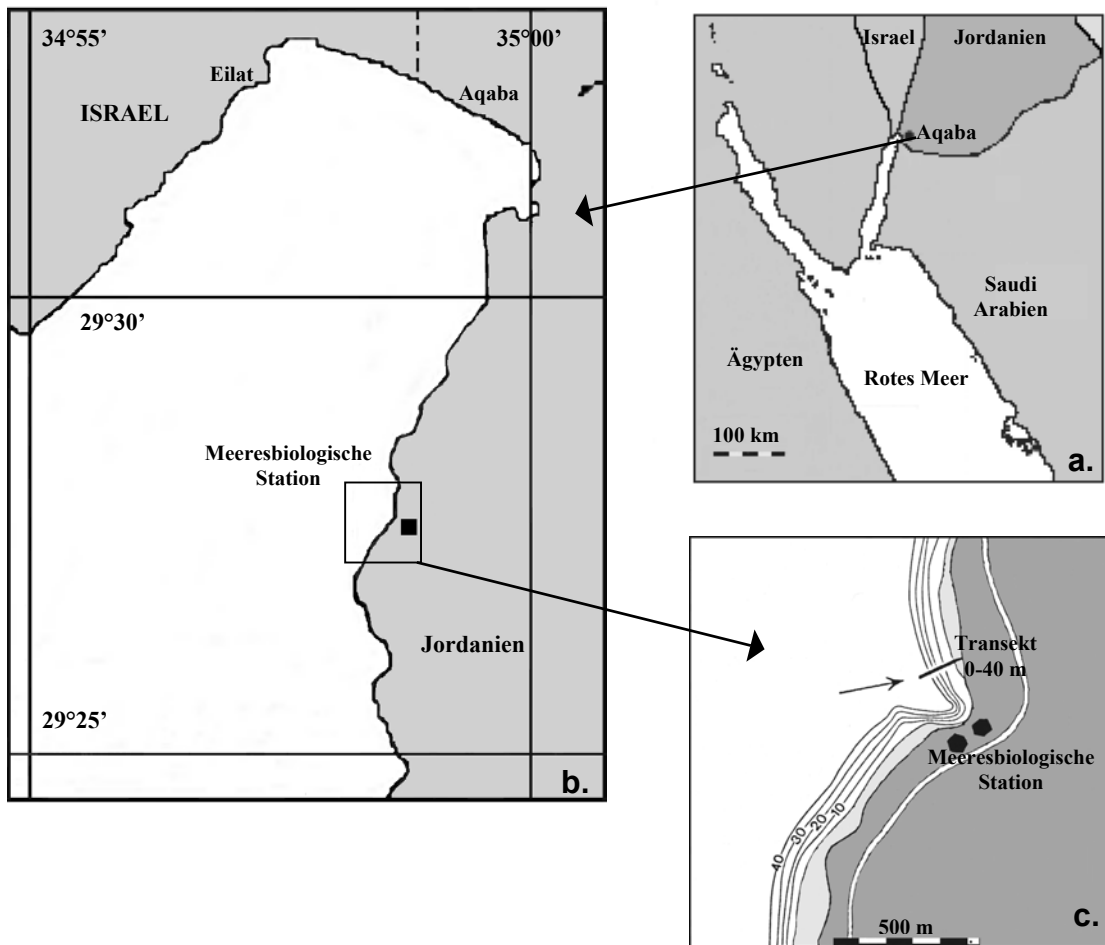 34°55’
35°00’
Eilat
ISRAEL
Aqaba
29°30’
Meeresbiologische
Station
Jordanien
29°25’
b.
Israel
Jordanien
Aqaba
Saudi
Arabien
Ägypten
Rotes Meer
100 km
a.
Transekt
0-40 m
Meeresbiologische
Station
10
20
30
40
500 m
c.